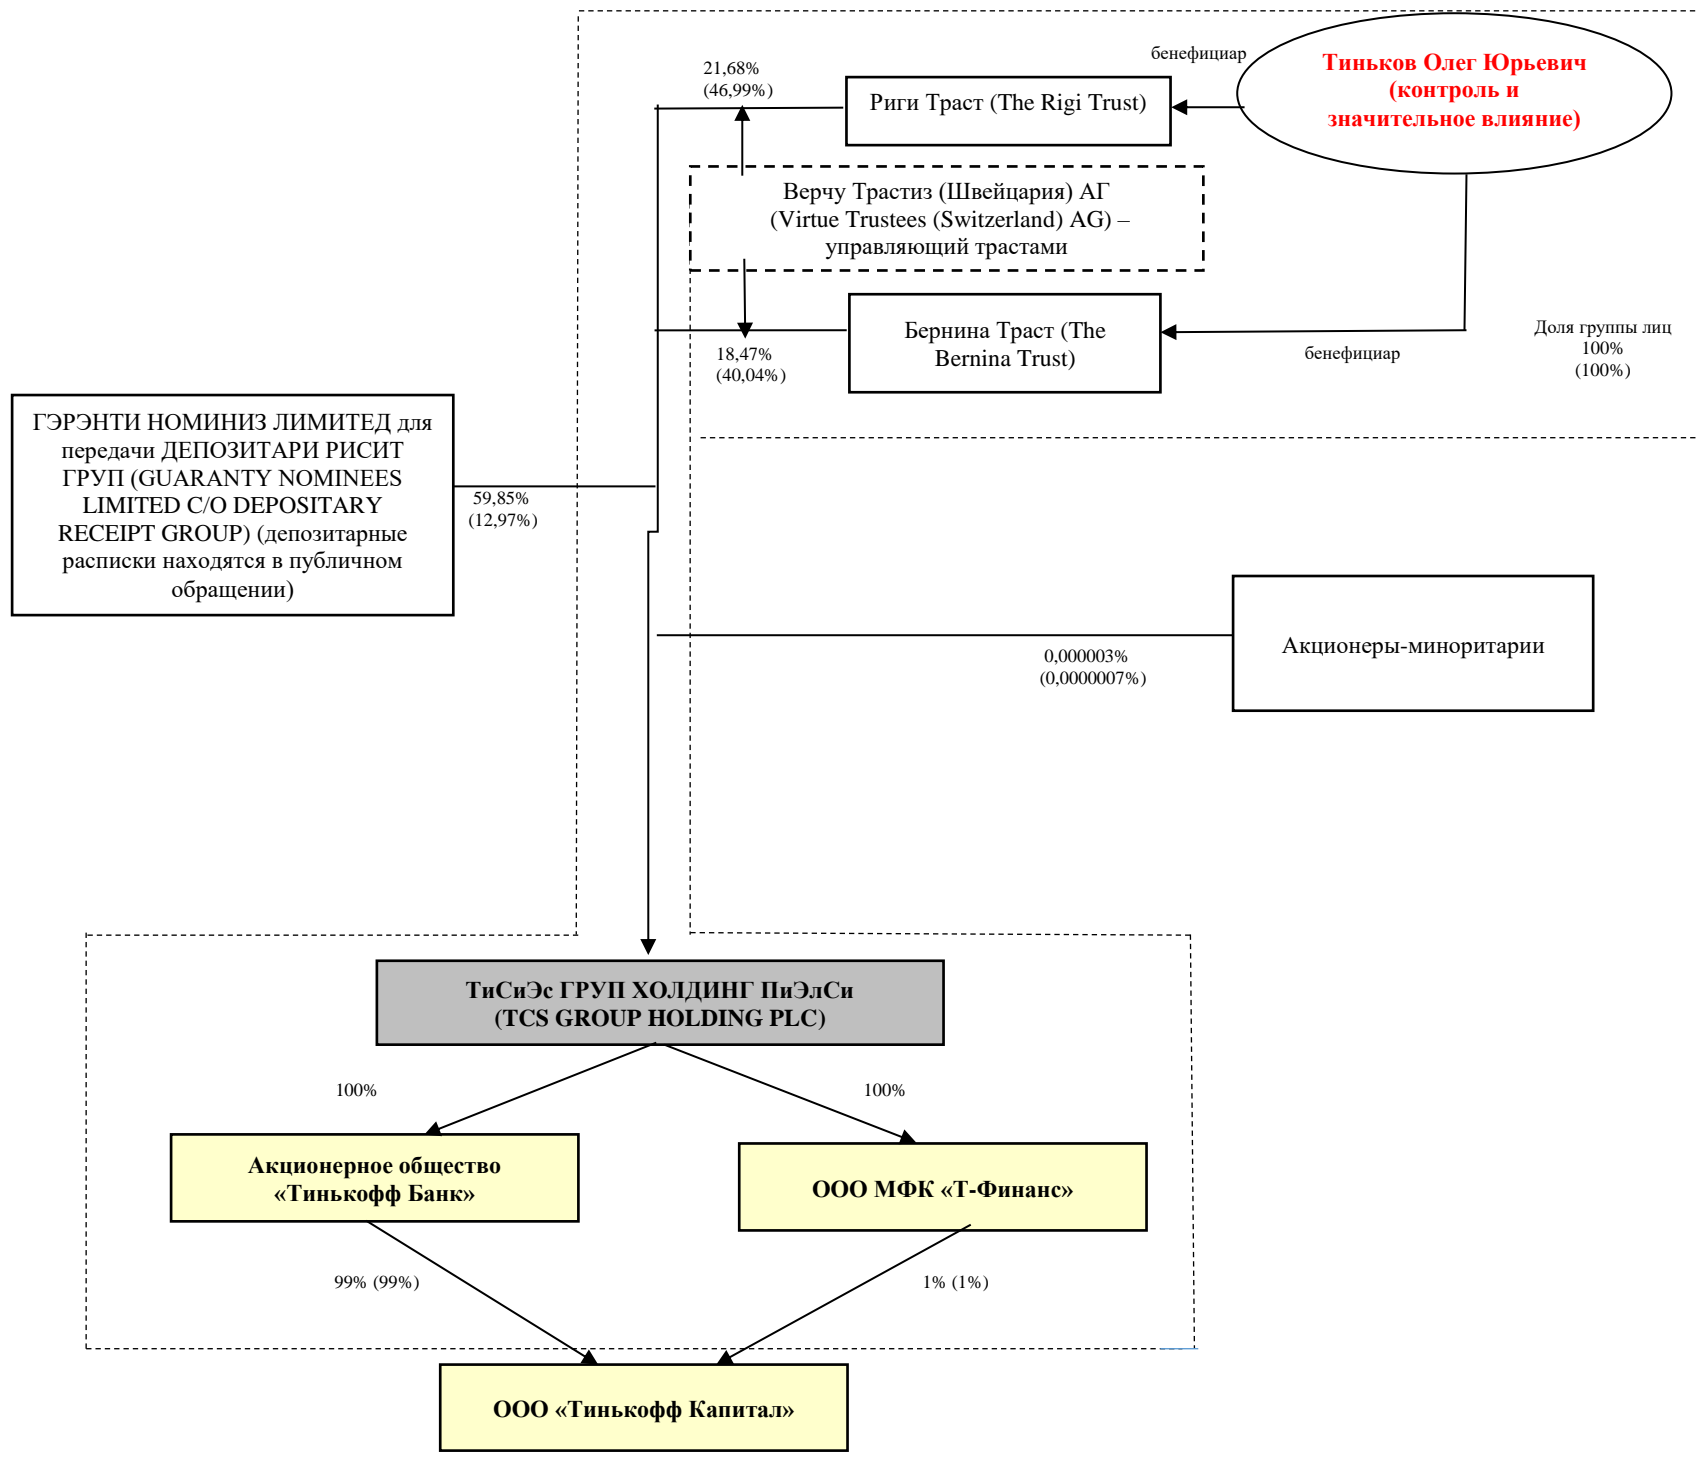 бенефициар
Тиньков Олег Юрьевич
(контроль и
значительное влияние)
21,68%
(46,99%)
Риги Траст (The Rigi Trust)
Верчу Трастиз (Швейцария) АГ
(Virtue Trustees (Switzerland) AG) –
управляющий трастами
Бернина Траст (The
Bernina Trust)
18,47%
(40,04%)
бенефициар
Доля группы лиц
100%
(100%)
ГЭРЭНТИ НОМИНИЗ ЛИМИТЕД для
передачи ДЕПОЗИТАРИ РИСИТ
ГРУП (GUARANTY NOMINEES
LIMITED C/O DEPOSITARY
RECEIPT GROUP) (депозитарные
расписки находятся в публичном
обращении)
59,85%
(12,97%)
Акционеры-миноритарии
0,000003%
(0,0000007%)
ТиСиЭс ГРУП ХОЛДИНГ ПиЭлСи
(TCS GROUP HOLDING PLC)
100%
100%
Акционерное общество
«Тинькофф Банк»
ООО МФК «Т-Финанс»
99% (99%)
1% (1%)
ООО «Тинькофф Капитал»